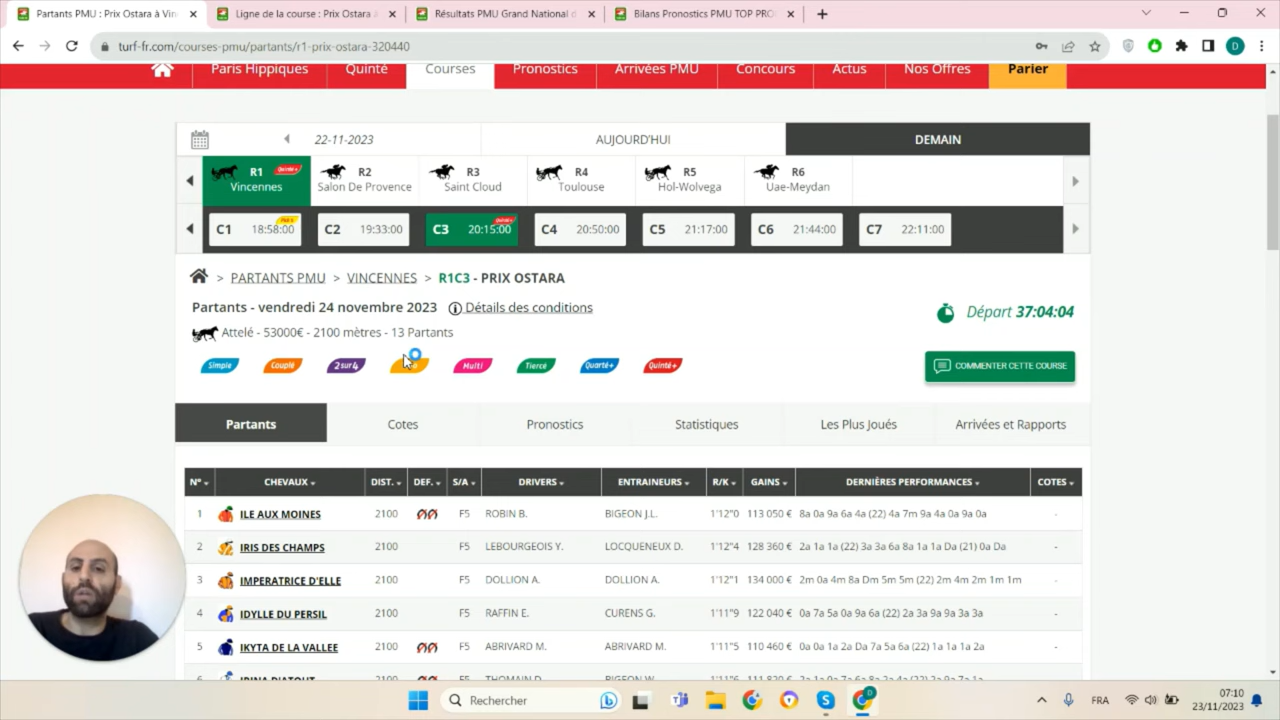 Partants PMU : Prix Ostara à Vin
Ligne de la course : Prix Ostara à
Résultats PMU Grand National d
Bilans Pronostics PMU TOP PRO
turf-fr.com/courses-pmu/partants/r1-prix-ostara-320440
D
Paris Hippiques Quinté Courses Pronostics Arrivées PMU Concours Actus Nos Offres Parier
22-11-2023 AUJOURD'HUI DEMAIN
R1 Quinté+ R2 R3 R4 R5 R6
Vincennes Salon De Provence Saint Cloud Toulouse Hol-Wolvega Uae-Meydan
C1 18:58:00 C2 19:33:00 C3 20:15:00 Quinté+ C4 20:50:00 C5 21:17:00 C6 21:44:00 C7 22:11:00
> PARTANTS PMU > VINCENNES > R1C3 - PRIX OSTARA
Partants - vendredi 24 novembre 2023 Détails des conditions
Départ 37:04:04
Attelé - 53000€ - 2100 mètres - 13 Partants
Simple Couplé 2sur4 Multi Tiercé Quarté+ Quinté+
COMMENTER CETTE COURSE
Partants Cotes Pronostics Statistiques Les Plus Joués Arrivées et Rapports
N° CHEVAUX DIST. DEF. S/A DRIVERS ENTRAINEURS R/K GAINS DERNIÈRES PERFORMANCES COTES
1 ILE AUX MOINES 2100 F5 ROBIN B. BIGEON J.L. 1'12"0 113 050 € 8a 0a 9a 6a 4a (22) 4a 7m 9a 4a 0a 9a 0a -
2 IRIS DES CHAMPS 2100 F5 LEBOURGEOIS Y. LOCQUENEUX D. 1'12"4 128 360 € 2a 1a 1a (22) 3a 3a 6a 8a 1a 1a Da (21) 0a Da -
3 IMPERATRICE D'ELLE 2100 F5 DOLLION A. DOLLION A. 1'12"1 134 000 € 2m 0a 4m 8a Dm 5m 5m (22) 2m 4m 2m 1m 1m -
4 IDYLLE DU PERSIL 2100 F5 RAFFIN E. CURENS G. 1'11"9 122 040 € 0a 7a 5a 0a 9a 6a (22) 2a 3a 9a 9a 3a 3a -
5 IKYTA DE LA VALLEE 2100 F5 ABRIVARD M. ABRIVARD M. 1'11"5 110 460 € 0a 0a 1a 2a Da 7a 5a 6a (22) 1a 1a 1a 2a -
Rechercher
FRA
07:10
23/11/2023